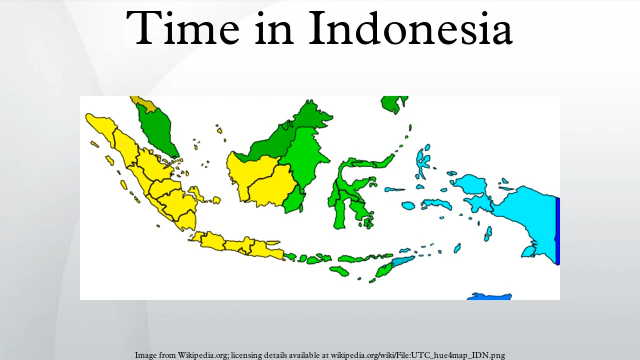 Time in Indonesia
Image from Wikipedia.org; licensing details available at wikipedia.org/wiki/File:UTC_hue4map_IDN.png